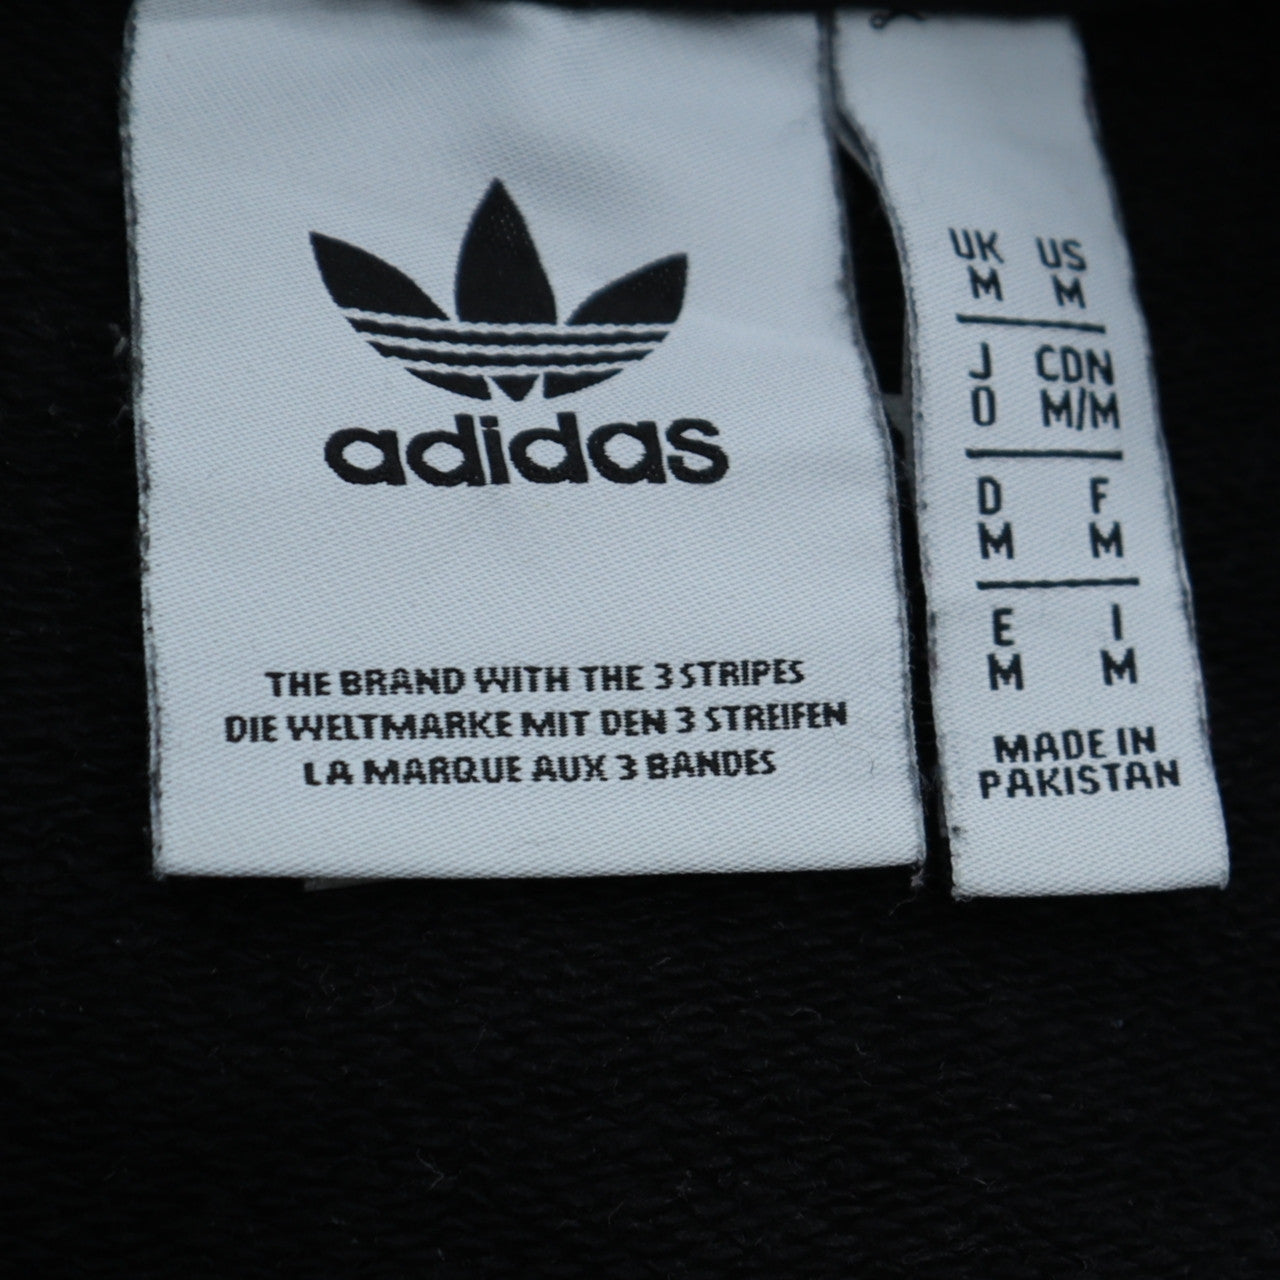 adidas
THE BRAND WITH THE 3 STRIPES
DIE WELTMARKE MIT DEN 3 STREIFEN
LA MARQUE AUX 3 BANDES
UK US
M M
J CDN
O M/M
D F
M M
E I
M M
MADE IN
PAKISTAN